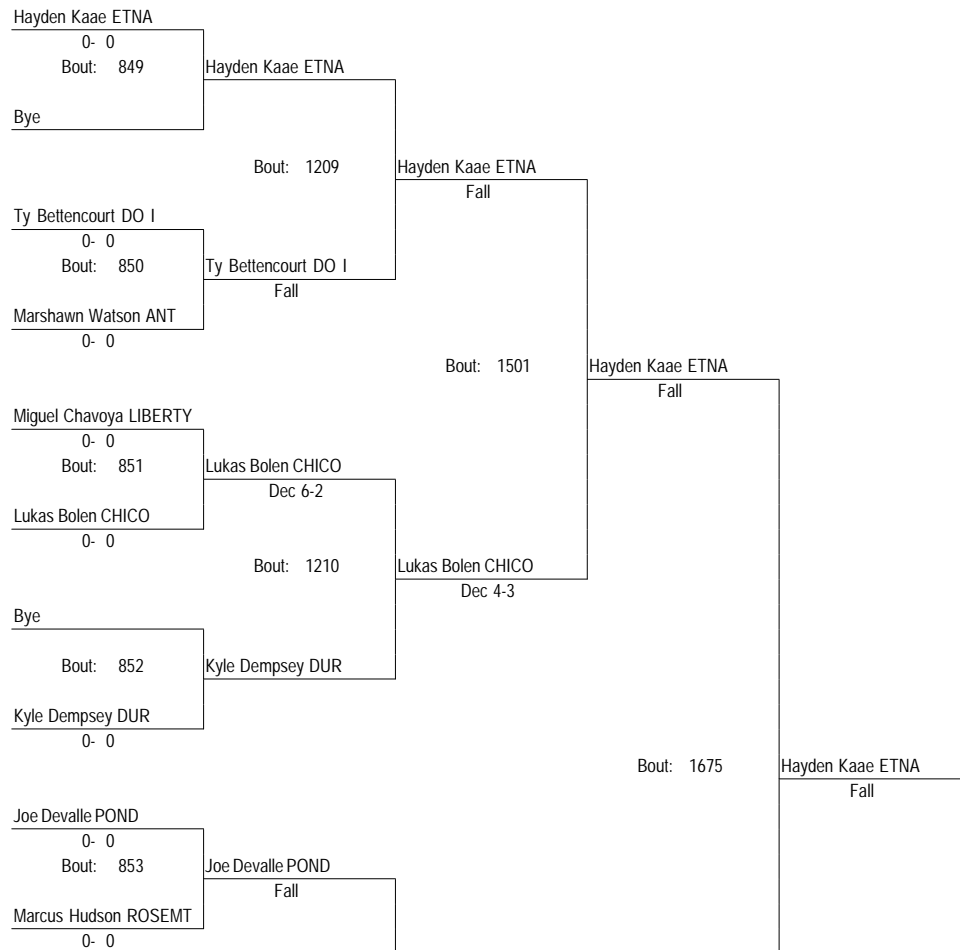 Hayden Kaae ETNA
0- 0
Bout: 849
Hayden Kaae ETNA
Bye
Bout: 1209
Hayden Kaae ETNA
Fall
Ty Bettencourt DO I
0- 0
Bout: 850
Ty Bettencourt DO I
Fall
Marshawn Watson ANT
0- 0
Bout: 1501
Hayden Kaae ETNA
Fall
Miguel Chavoya LIBERTY
0- 0
Bout: 851
Lukas Bolen CHICO
Dec 6-2
Lukas Bolen CHICO
0- 0
Bout: 1210
Lukas Bolen CHICO
Dec 4-3
Bye
Bout: 852
Kyle Dempsey DUR
Kyle Dempsey DUR
0- 0
Bout: 1675
Hayden Kaae ETNA
Fall
Joe Devalle POND
0- 0
Bout: 853
Joe Devalle POND
Fall
Marcus Hudson ROSEMT
0- 0